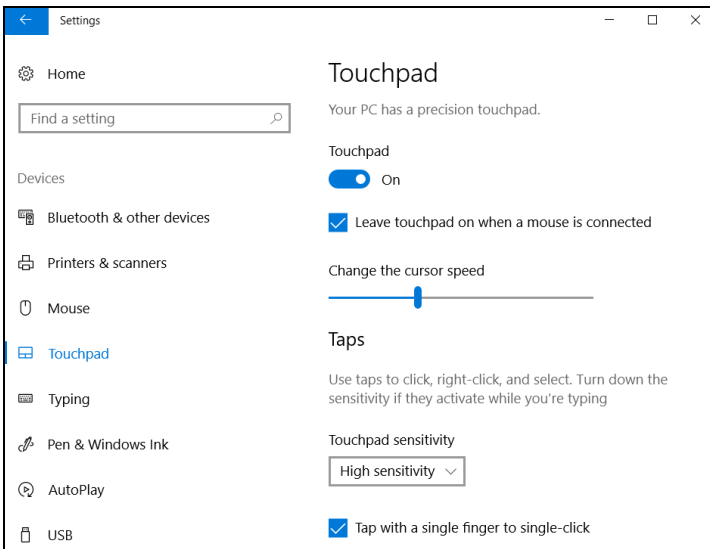 Settings
Home
Find a setting
Devices
Bluetooth & other devices
Printers & scanners
Mouse
Touchpad
Typing
Pen & Windows Ink
AutoPlay
USB
Touchpad
Your PC has a precision touchpad.
Touchpad
On
Leave touchpad on when a mouse is connected
Change the cursor speed
Taps
Use taps to click, right-click, and select. Turn down the
sensitivity if they activate while you're typing
Touchpad sensitivity
High sensitivity
Tap with a single finger to single-click